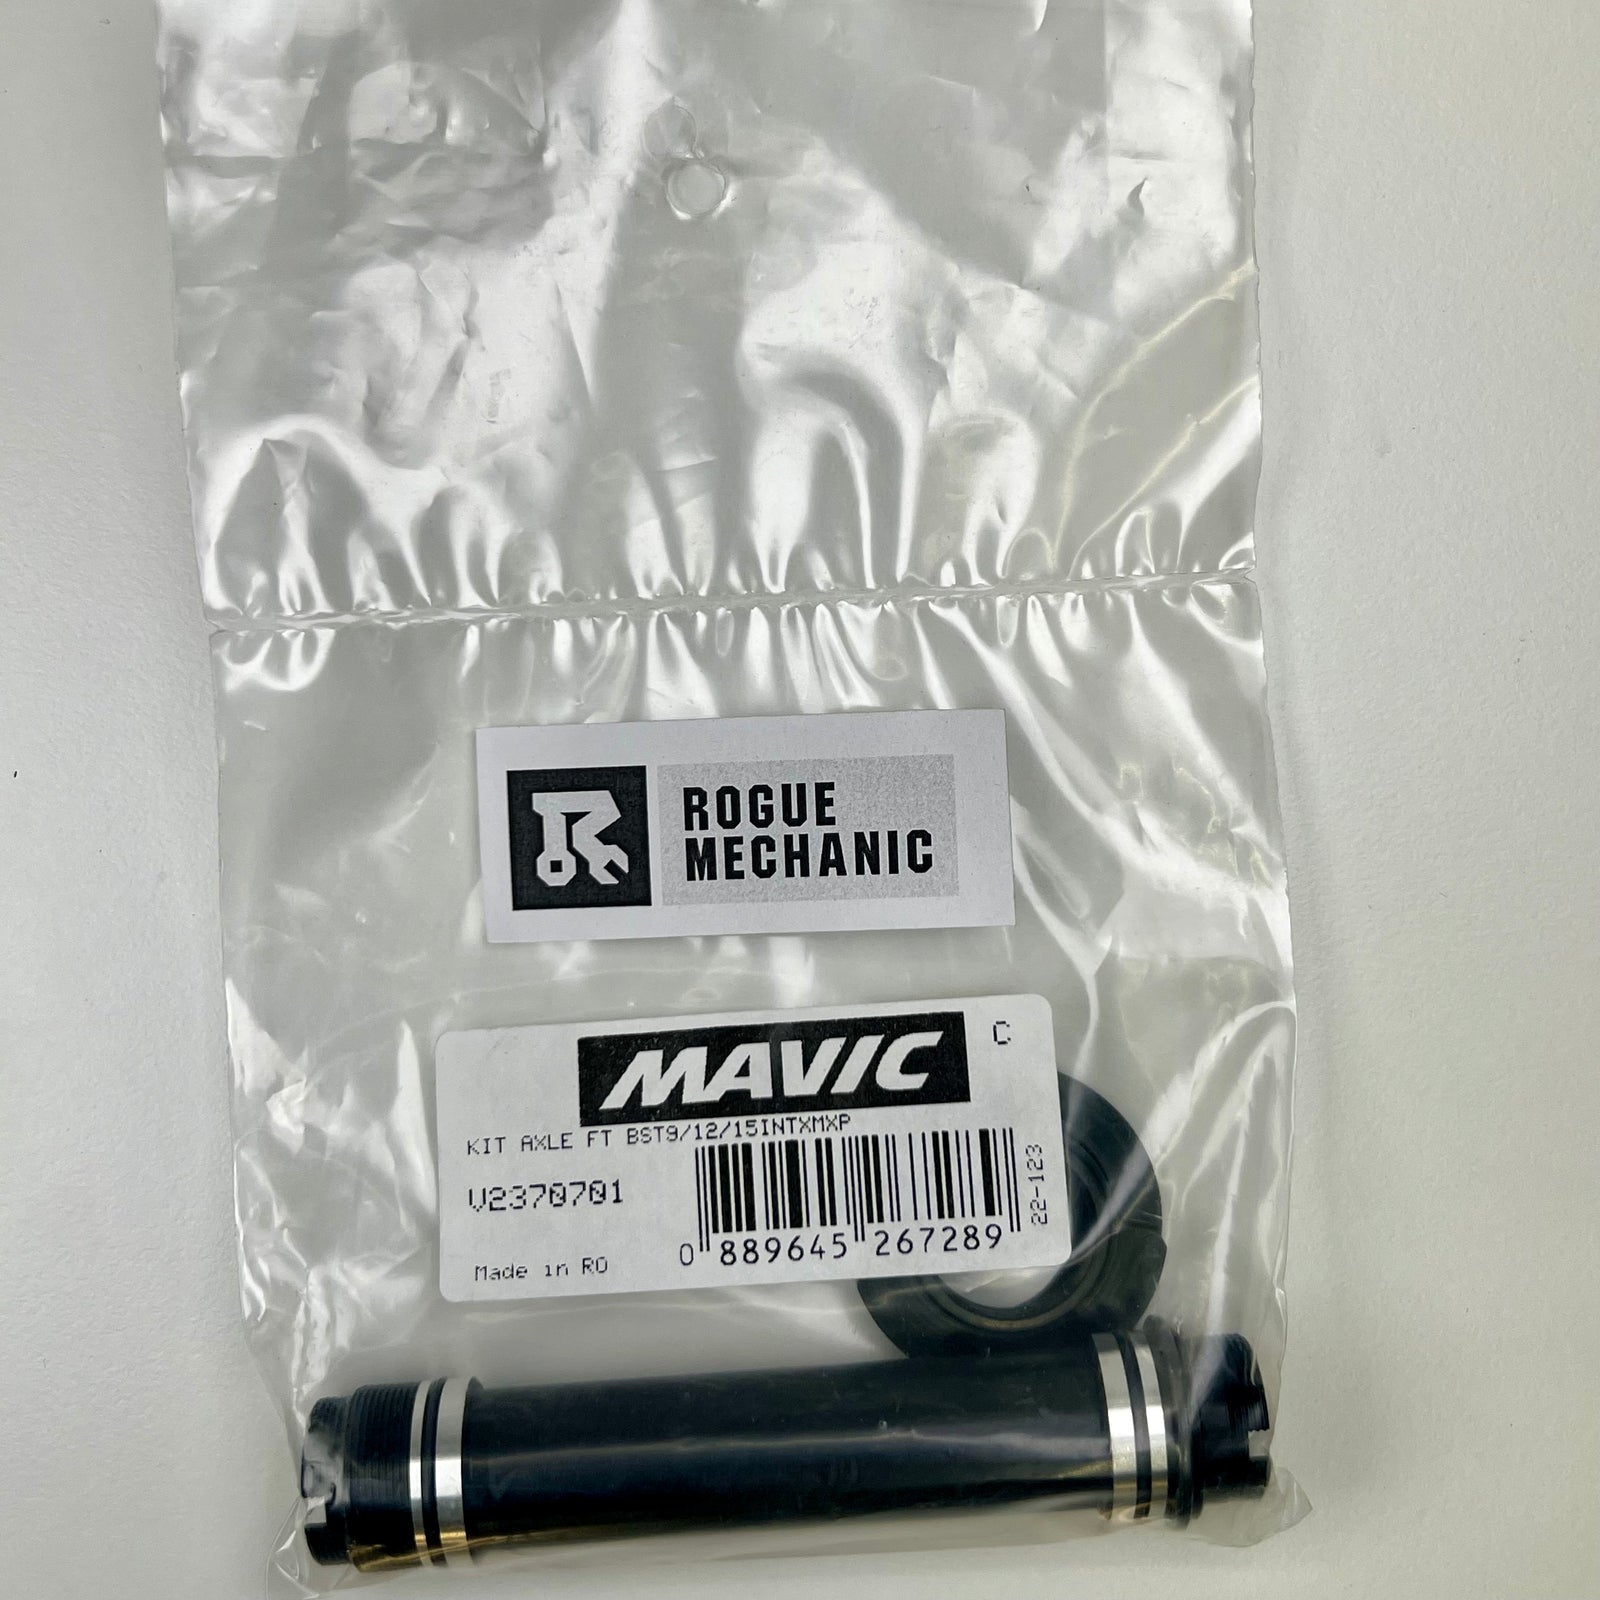 ROGUE
MECHANIC
MAVIC
C
KIT AXLE FT BST9/12/15INTXMXP
V2370701
22-123
0 889645 267289
Made in RO